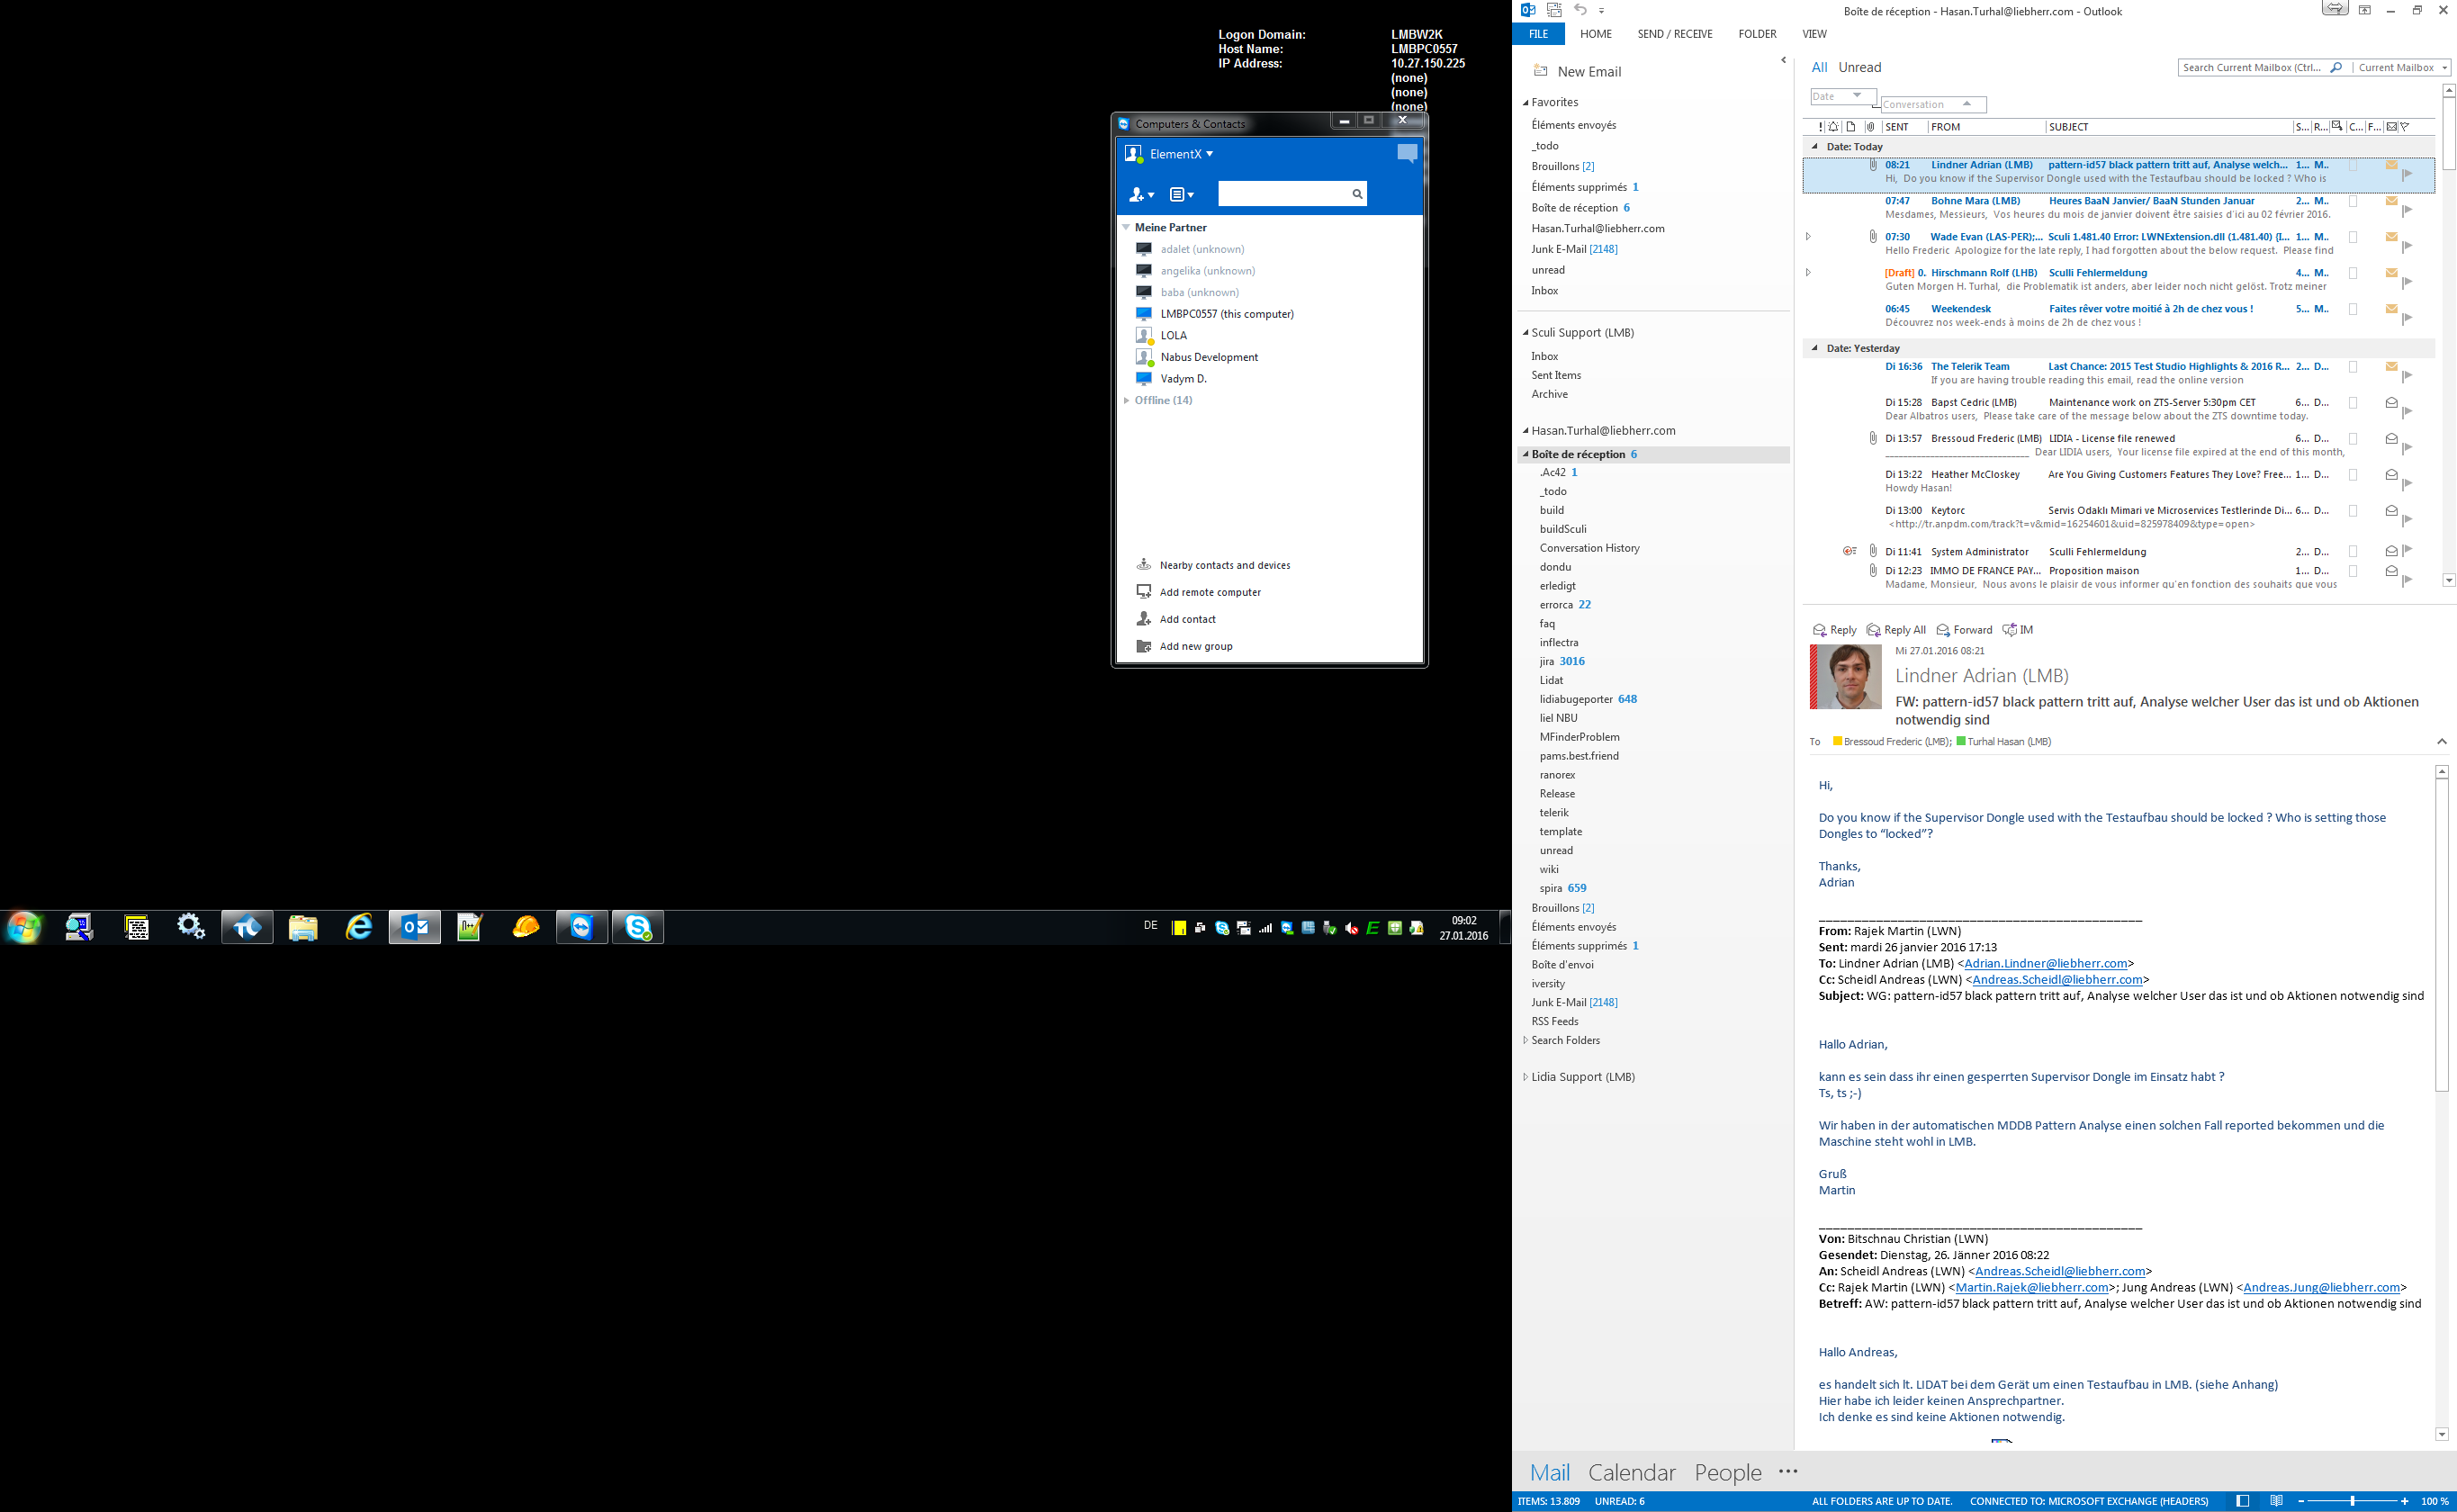 Logon Domain: LMBW2K
Host Name: LMBPC0557
IP Address: 10.27.150.225
(none)
(none)
(none)
Computers & Contacts
ElementX
Meine Partner
adalet (unknown)
angelika (unknown)
baba (unknown)
LMBPC0557 (this computer)
LOLA
Nabus Development
Vadym D.
Offline (14)
Nearby contacts and devices
Add remote computer
Add contact
Add new group
DE
09:02
27.01.2016
Boîte de réception - Hasan.Turhal@liebherr.com - Outlook
FILE HOME SEND / RECEIVE FOLDER VIEW
New Email
Favorites
Éléments envoyés
_todo
Brouillons [2]
Éléments supprimés 1
Boîte de réception 6
Hasan.Turhal@liebherr.com
Junk E-Mail [2148]
unread
Inbox
Sculi Support (LMB)
Inbox
Sent Items
Archive
Hasan.Turhal@liebherr.com
Boîte de réception 6
.Ac42 1
_todo
build
buildSculi
Conversation History
dondu
erledigt
errorca 22
faq
inflectra
jira 3016
Lidat
lidiabugeporter 648
liel NBU
MFinderProblem
pams.best.friend
ranorex
Release
telerik
template
unread
wiki
spira 659
Brouillons [2]
Éléments envoyés
Éléments supprimés 1
Boîte d'envoi
iversity
Junk E-Mail [2148]
RSS Feeds
Search Folders
Lidia Support (LMB)
All Unread
Search Current Mailbox (Ctrl... Current Mailbox
Date
Conversation
! SENT FROM SUBJECT S... R... C... F...
Date: Today
08:21 Lindner Adrian (LMB) pattern-id57 black pattern tritt auf, Analyse welch... 1... M..
Hi, Do you know if the Supervisor Dongle used with the Testaufbau should be locked ? Who is
07:47 Bohne Mara (LMB) Heures BaaN Janvier/ BaaN Stunden Januar 2... M..
Mesdames, Messieurs, Vos heures du mois de janvier doivent être saisies d'ici au 02 février 2016.
07:30 Wade Evan (LAS-PER);... Sculi 1.481.40 Error: LWNExtension.dll (1.481.40) [I... 1... M..
Hello Frederic Apologize for the late reply, I had forgotten about the below request. Please find
[Draft] 0. Hirschmann Rolf (LHB) Sculli Fehlermeldung 4... M..
Guten Morgen H. Turhal, die Problematik ist anders, aber leider noch nicht gelöst. Trotz meiner
06:45 Weekendesk Faites rêver votre moitié à 2h de chez vous ! 5... M..
Découvrez nos week-ends à moins de 2h de chez vous !
Date: Yesterday
Di 16:36 The Telerik Team Last Chance: 2015 Test Studio Highlights & 2016 R... 2... D...
If you are having trouble reading this email, read the online version
Di 15:28 Bapst Cedric (LMB) Maintenance work on ZTS-Server 5:30pm CET 6... D...
Dear Albatros users, Please take care of the message below about the ZTS downtime today.
Di 13:57 Bressoud Frederic (LMB) LIDIA - License file renewed 6... D...
________________________________ Dear LIDIA users, Your license file expired at the end of this month,
Di 13:22 Heather McCloskey Are You Giving Customers Features They Love? Free... 1... D...
Howdy Hasan!
Di 13:00 Keytorc Servis Odaklı Mimari ve Microservices Testlerinde Di... 6... D...
<http://tr.anpdm.com/track?t=v&mid=16254601&uid=825978409&type=open>
Di 11:41 System Administrator Sculli Fehlermeldung 2... D...
Di 12:23 IMMO DE FRANCE PAY... Proposition maison 1... D...
Madame, Monsieur, Nous avons le plaisir de vous informer qu'en fonction des souhaits que vous
Reply Reply All Forward IM
Mi 27.01.2016 08:21
Lindner Adrian (LMB)
FW: pattern-id57 black pattern tritt auf, Analyse welcher User das ist und ob Aktionen
notwendig sind
To Bressoud Frederic (LMB); Turhal Hasan (LMB)
Hi,
Do you know if the Supervisor Dongle used with the Testaufbau should be locked ? Who is setting those
Dongles to “locked”?
Thanks,
Adrian
_____________________________________________
From: Rajek Martin (LWN)
Sent: mardi 26 janvier 2016 17:13
To: Lindner Adrian (LMB) <Adrian.Lindner@liebherr.com>
Cc: Scheidl Andreas (LWN) <Andreas.Scheidl@liebherr.com>
Subject: WG: pattern-id57 black pattern tritt auf, Analyse welcher User das ist und ob Aktionen notwendig sind
Hallo Adrian,
kann es sein dass ihr einen gesperrten Supervisor Dongle im Einsatz habt ?
Ts, ts ;-)
Wir haben in der automatischen MDDB Pattern Analyse einen solchen Fall reported bekommen und die
Maschine steht wohl in LMB.
Gruß
Martin
_____________________________________________
Von: Bitschnau Christian (LWN)
Gesendet: Dienstag, 26. Jänner 2016 08:22
An: Scheidl Andreas (LWN) <Andreas.Scheidl@liebherr.com>
Cc: Rajek Martin (LWN) <Martin.Rajek@liebherr.com>; Jung Andreas (LWN) <Andreas.Jung@liebherr.com>
Betreff: AW: pattern-id57 black pattern tritt auf, Analyse welcher User das ist und ob Aktionen notwendig sind
Hallo Andreas,
es handelt sich lt. LIDAT bei dem Gerät um einen Testaufbau in LMB. (siehe Anhang)
Hier habe ich leider keinen Ansprechpartner.
Ich denke es sind keine Aktionen notwendig.
Mail Calendar People ...
ITEMS: 13.809 UNREAD: 6 ALL FOLDERS ARE UP TO DATE. CONNECTED TO: MICROSOFT EXCHANGE (HEADERS) 100 %